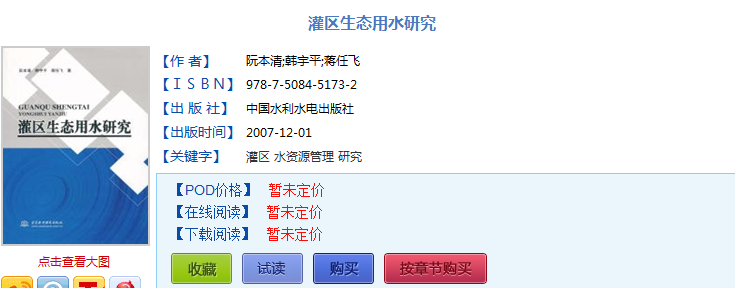 灌区生态用水研究
GUANQU SHENGTAI
YONGSHUI YANJIU
灌区生态用水研究
【作 者】 阮本清;韩宇平;蒋任飞
【ＩＳＢＮ】 978-7-5084-5173-2
【出 版 社】 中国水利水电出版社
【出版时间】 2007-12-01
【关键字】 灌区 水资源管理 研究
【POD价格】 暂未定价
【在线阅读】 暂未定价
【下载阅读】 暂未定价
点击查看大图
收藏 试读 购买 按章节购买